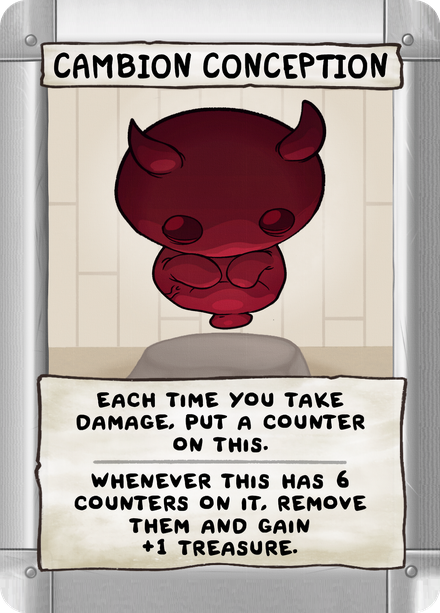 CAMBION CONCEPTION
EACH TIME YOU TAKE
DAMAGE, PUT A COUNTER
ON THIS.
WHENEVER THIS HAS 6
COUNTERS ON IT, REMOVE
THEM AND GAIN
+1 TREASURE.